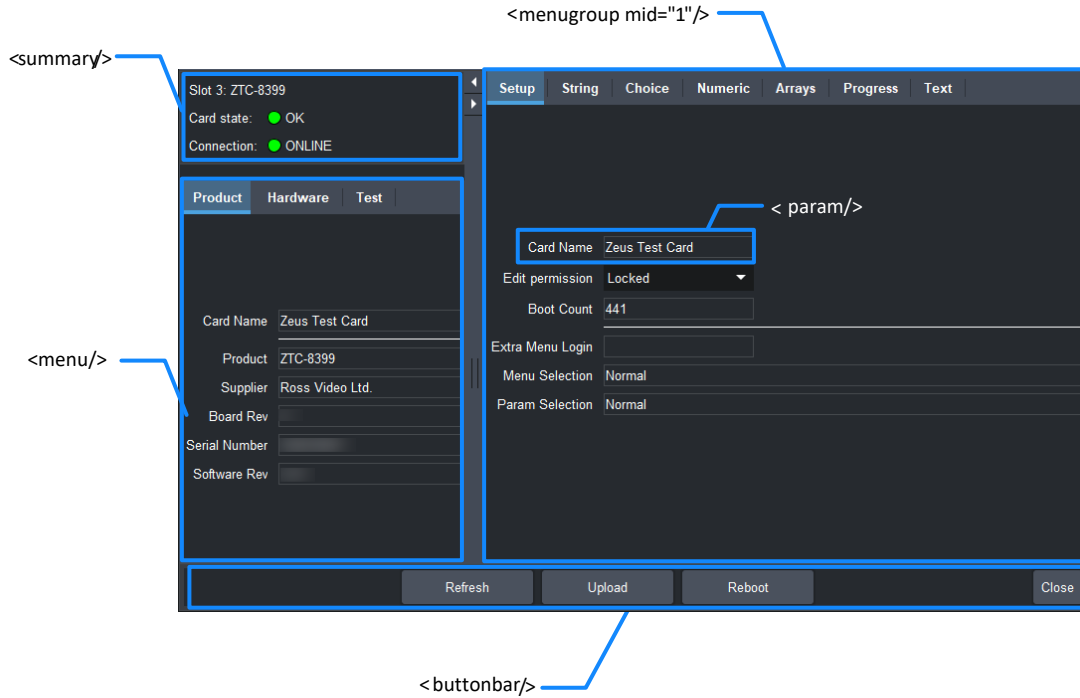 <menugroup mid="1"/>
<summary/>
Slot 3: ZTC-8399
Card state: OK
Connection: ONLINE
Setup String Choice Numeric Arrays Progress Text
Product Hardware Test
< param/>
Card Name Zeus Test Card
Edit permission Locked
Boot Count 441
Extra Menu Login
Menu Selection Normal
Param Selection Normal
Card Name Zeus Test Card
Product ZTC-8399
Supplier Ross Video Ltd.
Board Rev
Serial Number
Software Rev
<menu/>
Refresh Upload Reboot Close
<buttonbar/>